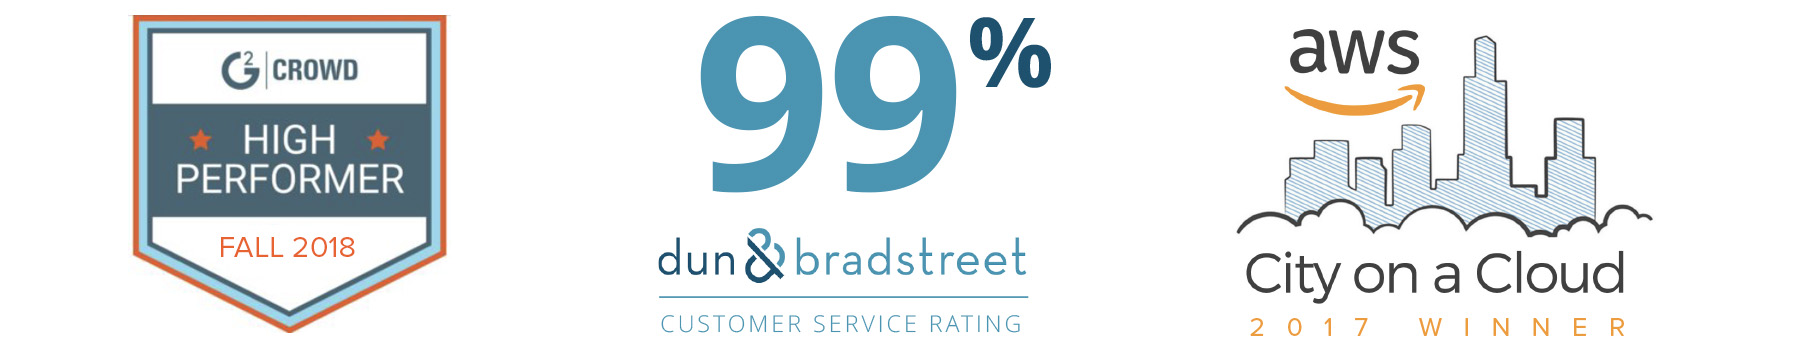 G2 CROWD
HIGH
PERFORMER
FALL 2018
99%
dun & bradstreet
CUSTOMER SERVICE RATING
aws
City on a Cloud
2017 WINNER